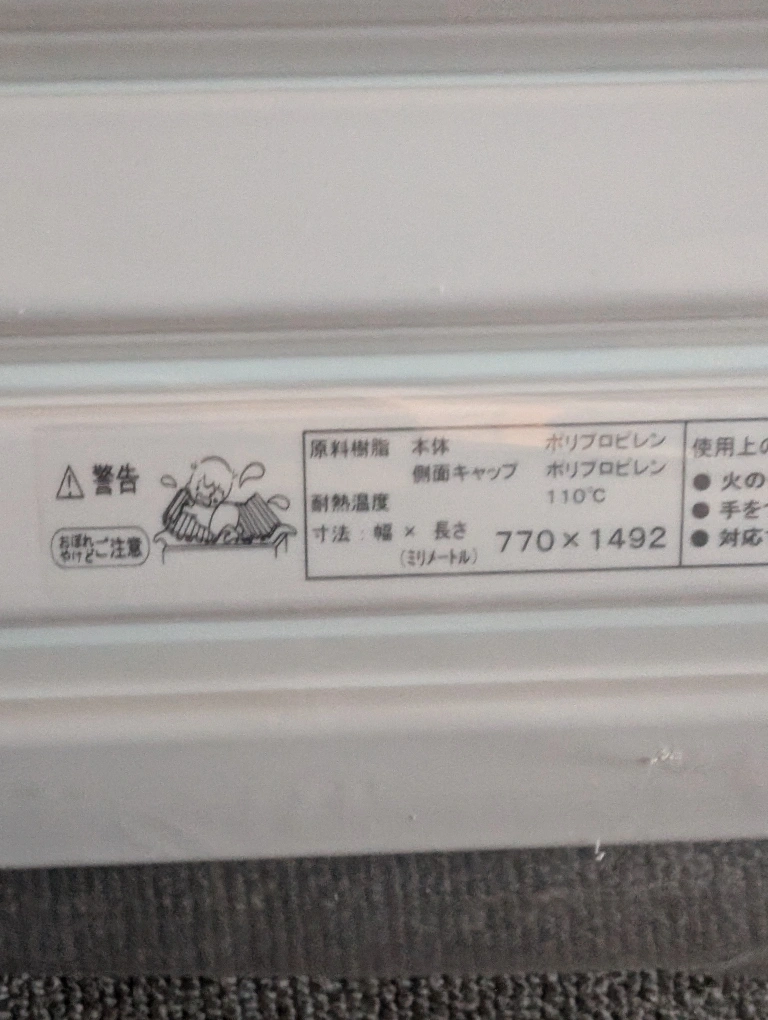 ⚠ 警告
おぼれ
やけど ご注意
原料樹脂 本体 ポリプロピレン
側面キャップ ポリプロピレン
耐熱温度 110℃
寸法:幅 × 長さ
(ミリメートル) 770×1492
使用上の
● 火の
● 手を
● 対応